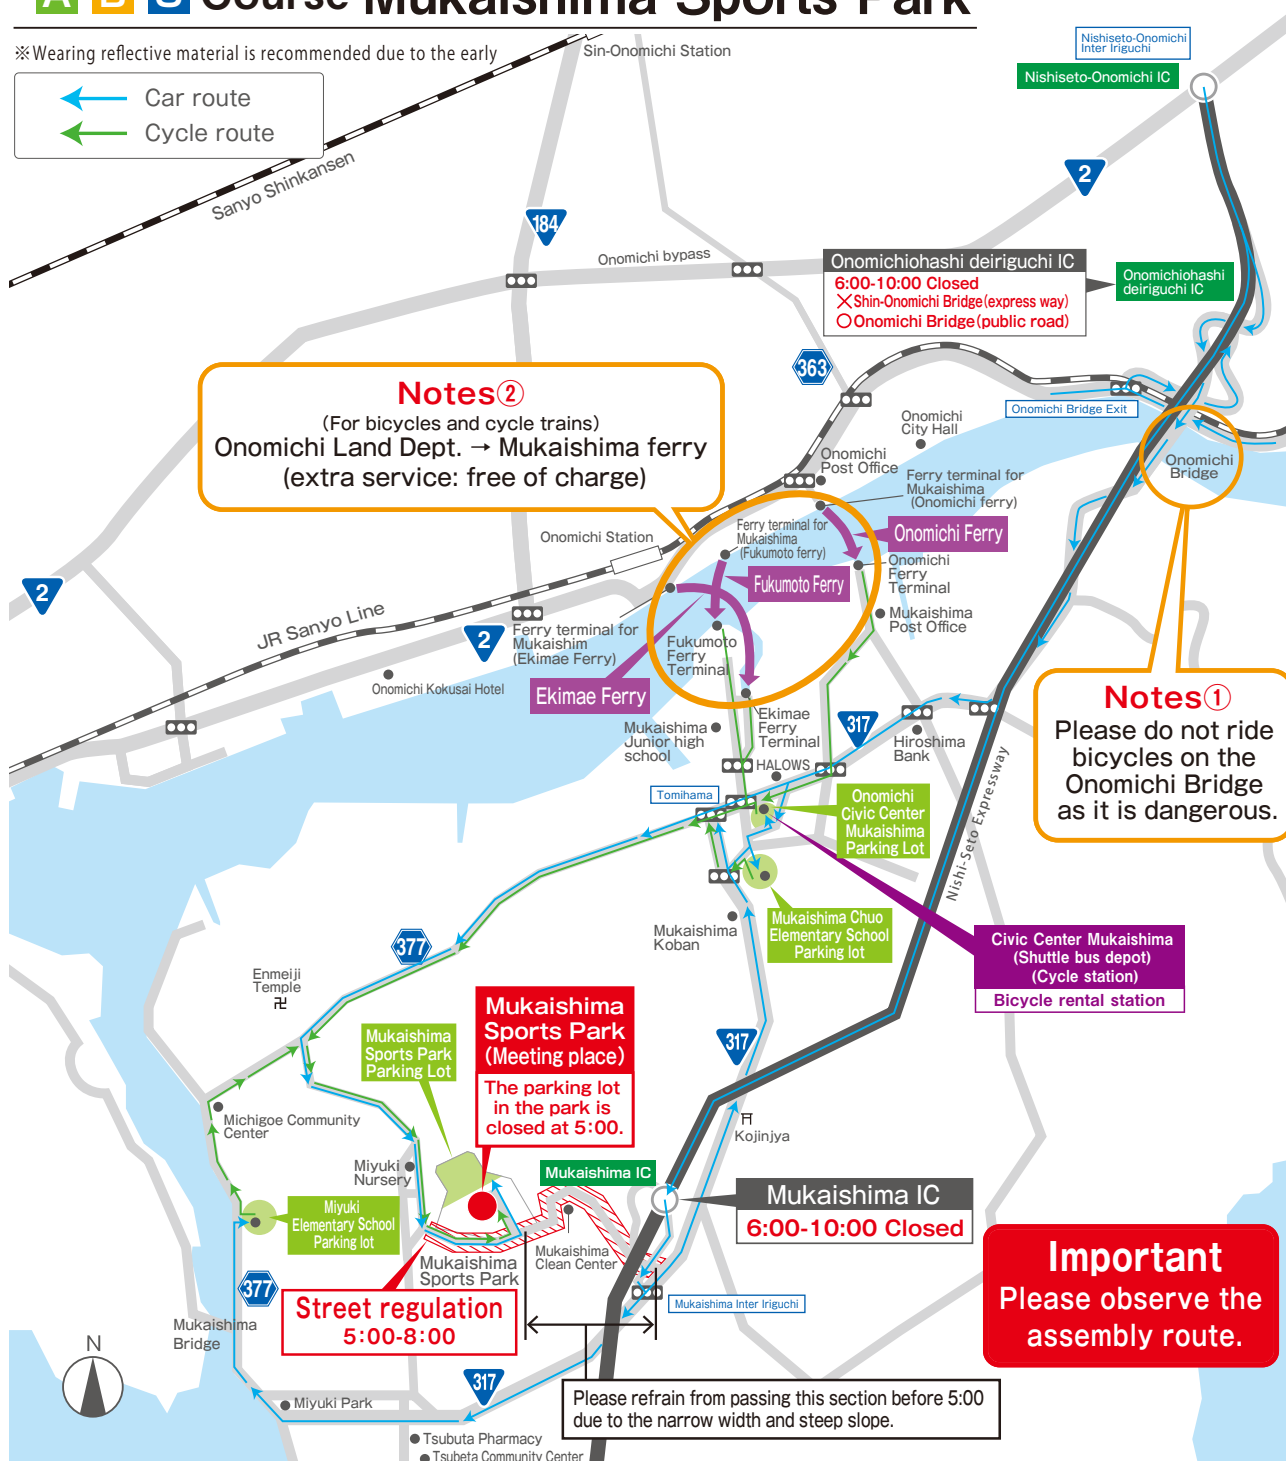 A B C Course Mukaishima Sports Park
※Wearing reflective material is recommended due to the early
Car route
Cycle route
Sin-Onomichi Station
Nishiseto-Onomichi
Inter Iriguchi
Nishiseto-Onomichi IC
Sanyo Shinkansen
2
184
Onomichi bypass
Onomichiohashi deiriguchi IC
6:00-10:00 Closed
×Shin-Onomichi Bridge(express way)
○Onomichi Bridge(public road)
Onomichiohashi
deiriguchi IC
363
Notes②
(For bicycles and cycle trains)
Onomichi Land Dept. → Mukaishima ferry
(extra service: free of charge)
Onomichi Bridge Exit
Onomichi
City Hall
Onomichi
Post Office
Onomichi
Bridge
Ferry terminal for
Mukaishima
(Onomichi ferry)
Onomichi Station
Ferry terminal for
Mukaishima
(Fukumoto ferry)
Onomichi Ferry
Onomichi
Ferry
Terminal
Fukumoto Ferry
2
JR Sanyo Line
2
Ferry terminal for
Mukaishim
(Ekimae Ferry)
Fukumoto
Ferry
Terminal
Mukaishima
Post Office
Onomichi Kokusai Hotel
Ekimae Ferry
Notes①
Please do not ride
bicycles on the
Onomichi Bridge
as it is dangerous.
Mukaishima
Junior high
school
Ekimae
Ferry
Terminal
317
Hiroshima
Bank
HALOWS
Tomihama
Onomichi
Civic Center
Mukaishima
Parking Lot
Nishi-Seto Expressway
Mukaishima
Koban
Mukaishima Chuo
Elementary School
Parking lot
Civic Center Mukaishima
(Shuttle bus depot)
(Cycle station)
Bicycle rental station
377
Enmeiji
Temple
卍
Mukaishima
Sports Park
(Meeting place)
The parking lot
in the park is
closed at 5:00.
Mukaishima
Sports Park
Parking Lot
317
Michigoe Community
Center
Kojinjya
Miyuki
Nursery
Mukaishima IC
Mukaishima IC
6:00-10:00 Closed
Miyuki
Elementary School
Parking lot
Mukaishima
Clean Center
Mukaishima
Sports Park
Important
Please observe the
assembly route.
377
Street regulation
5:00-8:00
Mukaishima Inter Iriguchi
Mukaishima
Bridge
N
317
Miyuki Park
Please refrain from passing this section before 5:00
due to the narrow width and steep slope.
Tsubuta Pharmacy
Tsubeta Community Center